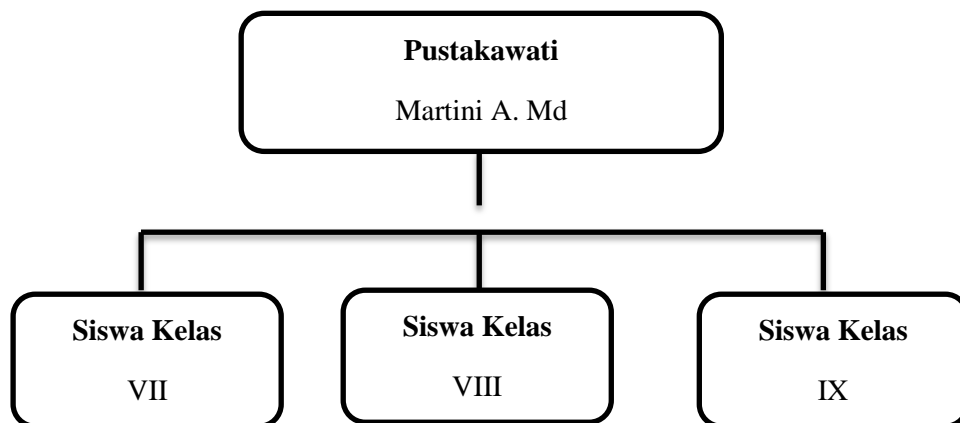 Pustakawati
Martini A. Md
Siswa Kelas
VII
Siswa Kelas
VIII
Siswa Kelas
IX